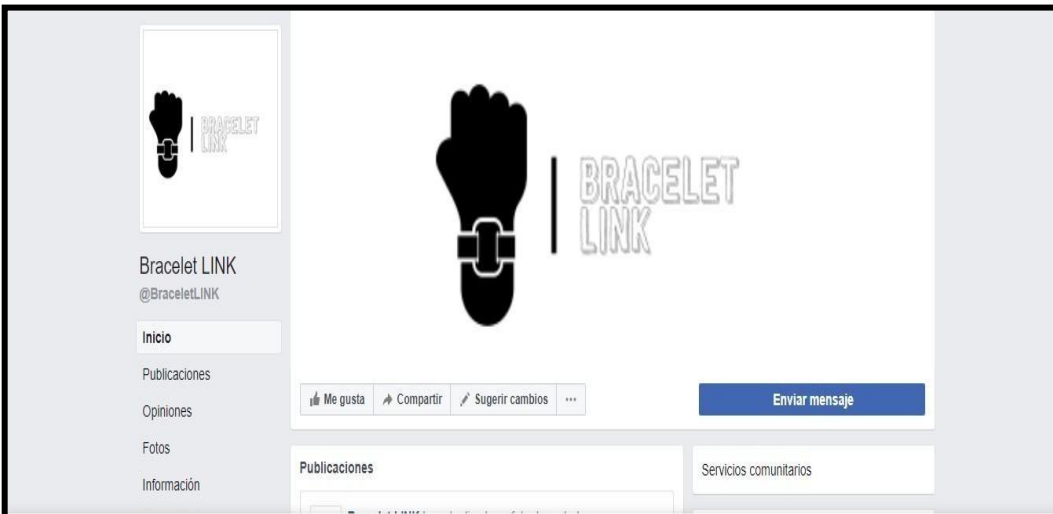 BRACELET
LINK
BRACELET
LINK
Bracelet LINK
@BraceletLINK
Inicio
Publicaciones
Opiniones
Fotos
Información
Me gusta
Compartir
Sugerir cambios
...
Enviar mensaje
Publicaciones
Servicios comunitarios